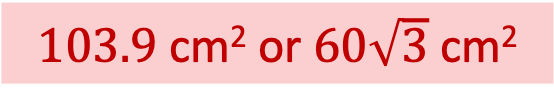 103.9 cm² or 60√3 cm²